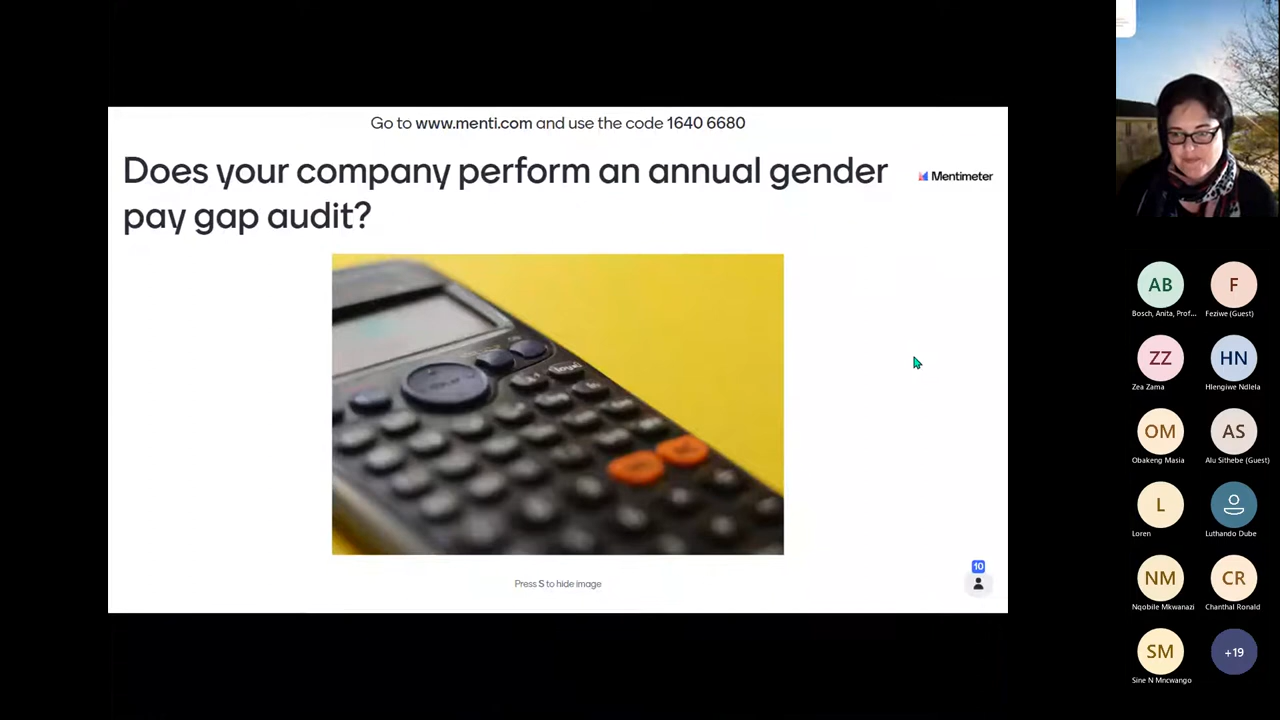 Go to www.menti.com and use the code 1640 6680
Does your company perform an annual gender
pay gap audit?
Mentimeter
Press S to hide image
10
AB
F
Bosch, Anita, Prof...
Feziwe (Guest)
ZZ
HN
Zea Zama
Hlengiwe Ndlela
OM
AS
Obakeng Masia
Alu Sithebe (Guest)
L
Loren
Luthando Dube
NM
CR
Nqobile Mkwanazi
Chanthal Ronald
SM
+19
Sine N Mncwango